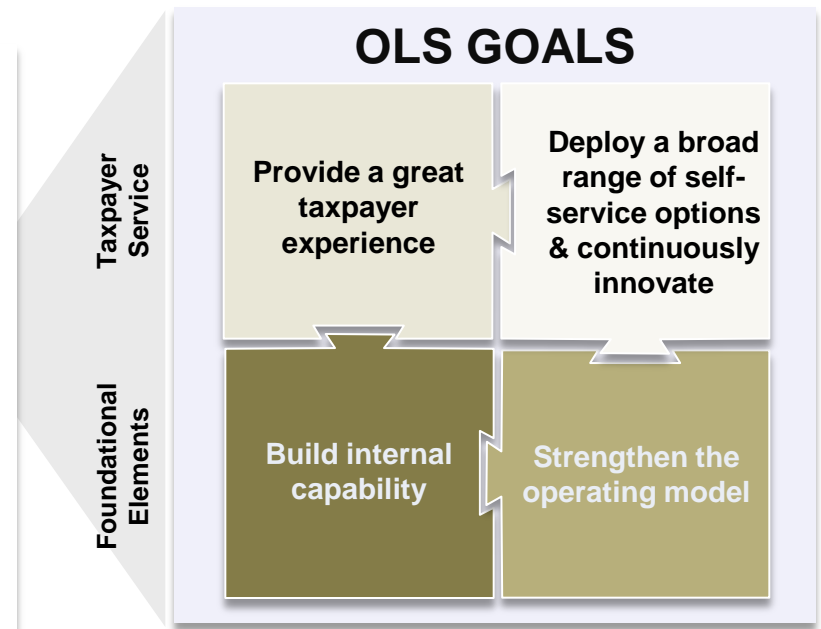 OLS GOALS
Taxpayer
Service
Provide a great
taxpayer
experience
Deploy a broad
range of self-
service options
& continuously
innovate
Foundational
Elements
Build internal
capability
Strengthen the
operating model